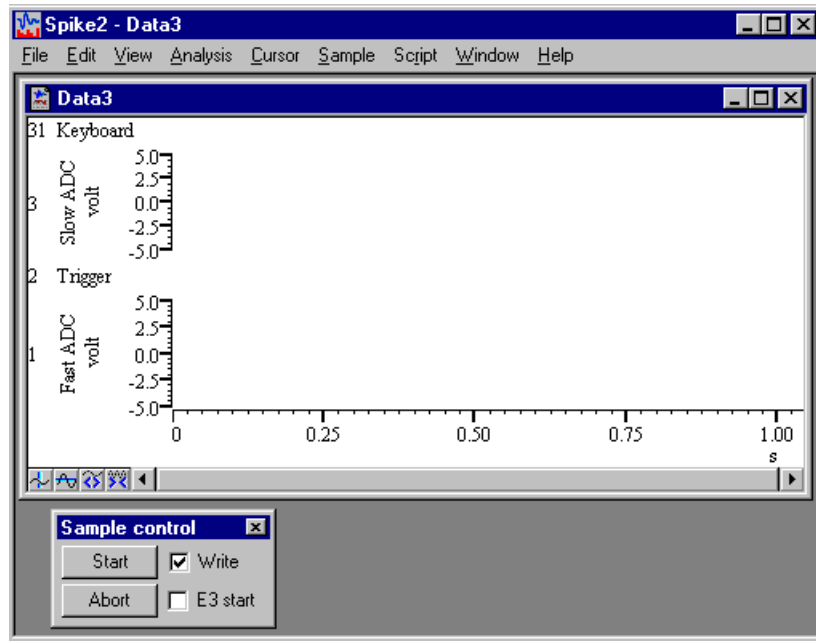 Spike2 - Data3
File Edit View Analysis Cursor Sample Script Window Help
Data3
31 Keyboard
3 Slow ADC
volt
5.0
2.5
0.0
-2.5
-5.0
2 Trigger
1 Fast ADC
volt
5.0
2.5
0.0
-2.5
-5.0
0 0.25 0.50 0.75 1.00
s
Sample control
Start Write
Abort E3 start